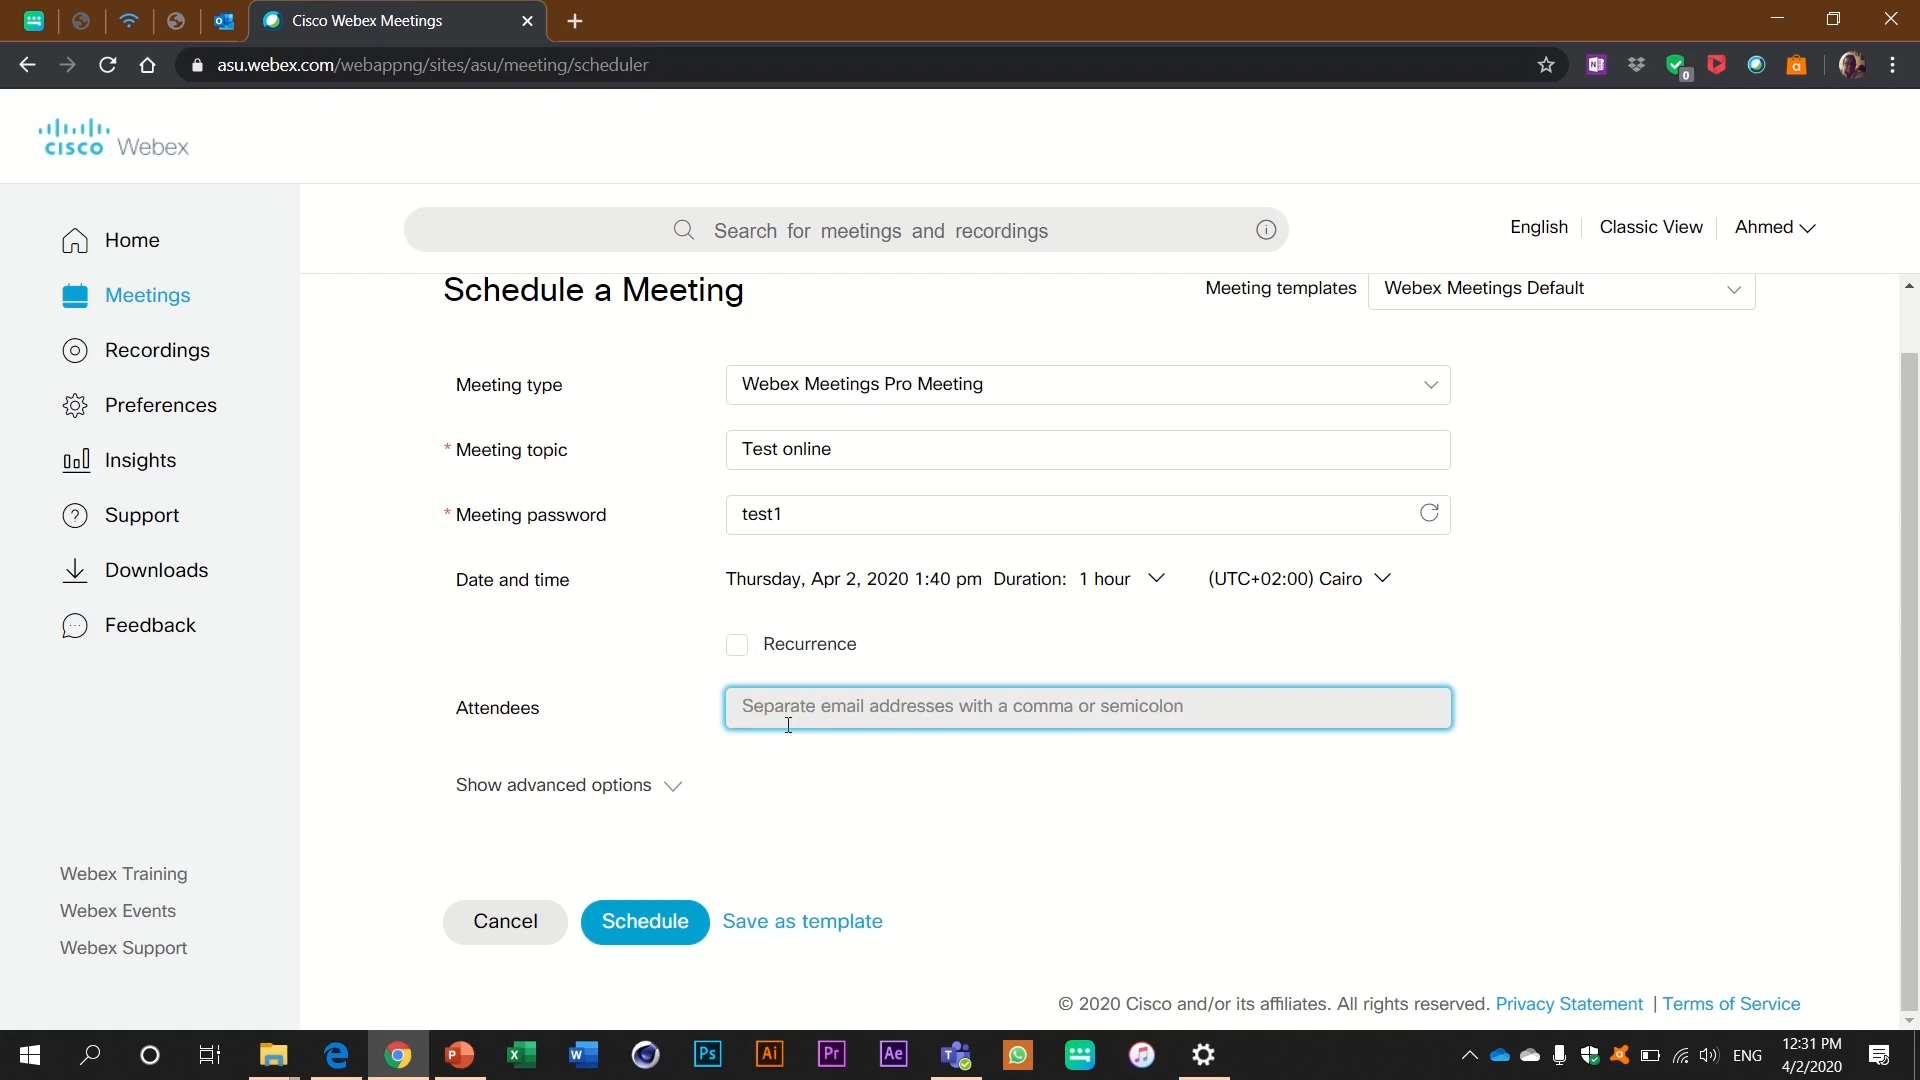 Cisco Webex Meetings
asu.webex.com/webappng/sites/asu/meeting/scheduler
0
a
CISCO Webex
Search for meetings and recordings
English
Classic View
Ahmed
Home
Meetings
Recordings
Preferences
Insights
Support
Downloads
Feedback
Webex Training
Webex Events
Webex Support
Schedule a Meeting
Meeting templates
Webex Meetings Default
Meeting type
Webex Meetings Pro Meeting
* Meeting topic
Test online
* Meeting password
test1
Date and time
Thursday, Apr 2, 2020 1:40 pm Duration: 1 hour (UTC+02:00) Cairo
Recurrence
Attendees
Separate email addresses with a comma or semicolon
Show advanced options
Cancel
Schedule
Save as template
© 2020 Cisco and/or its affiliates. All rights reserved. Privacy Statement | Terms of Service
Ps
Ai
Pr
Ae
ENG
12:31 PM
4/2/2020